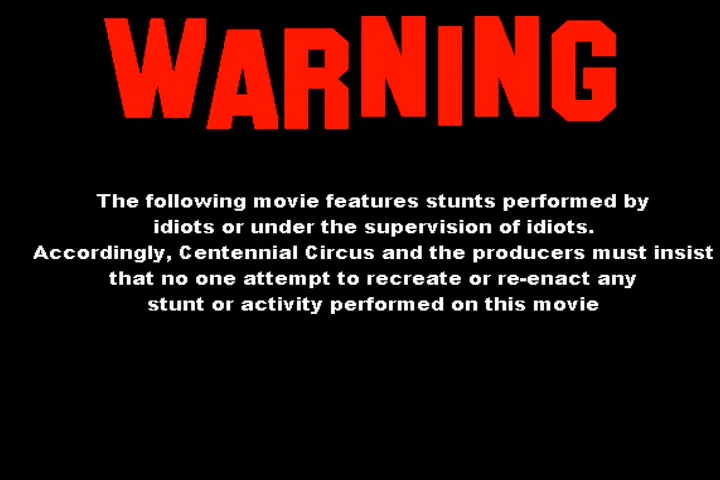 WARNING
The following movie features stunts performed by
idiots or under the supervision of idiots.
Accordingly, Centennial Circus and the producers must insist
that no one attempt to recreate or re-enact any
stunt or activity performed on this movie